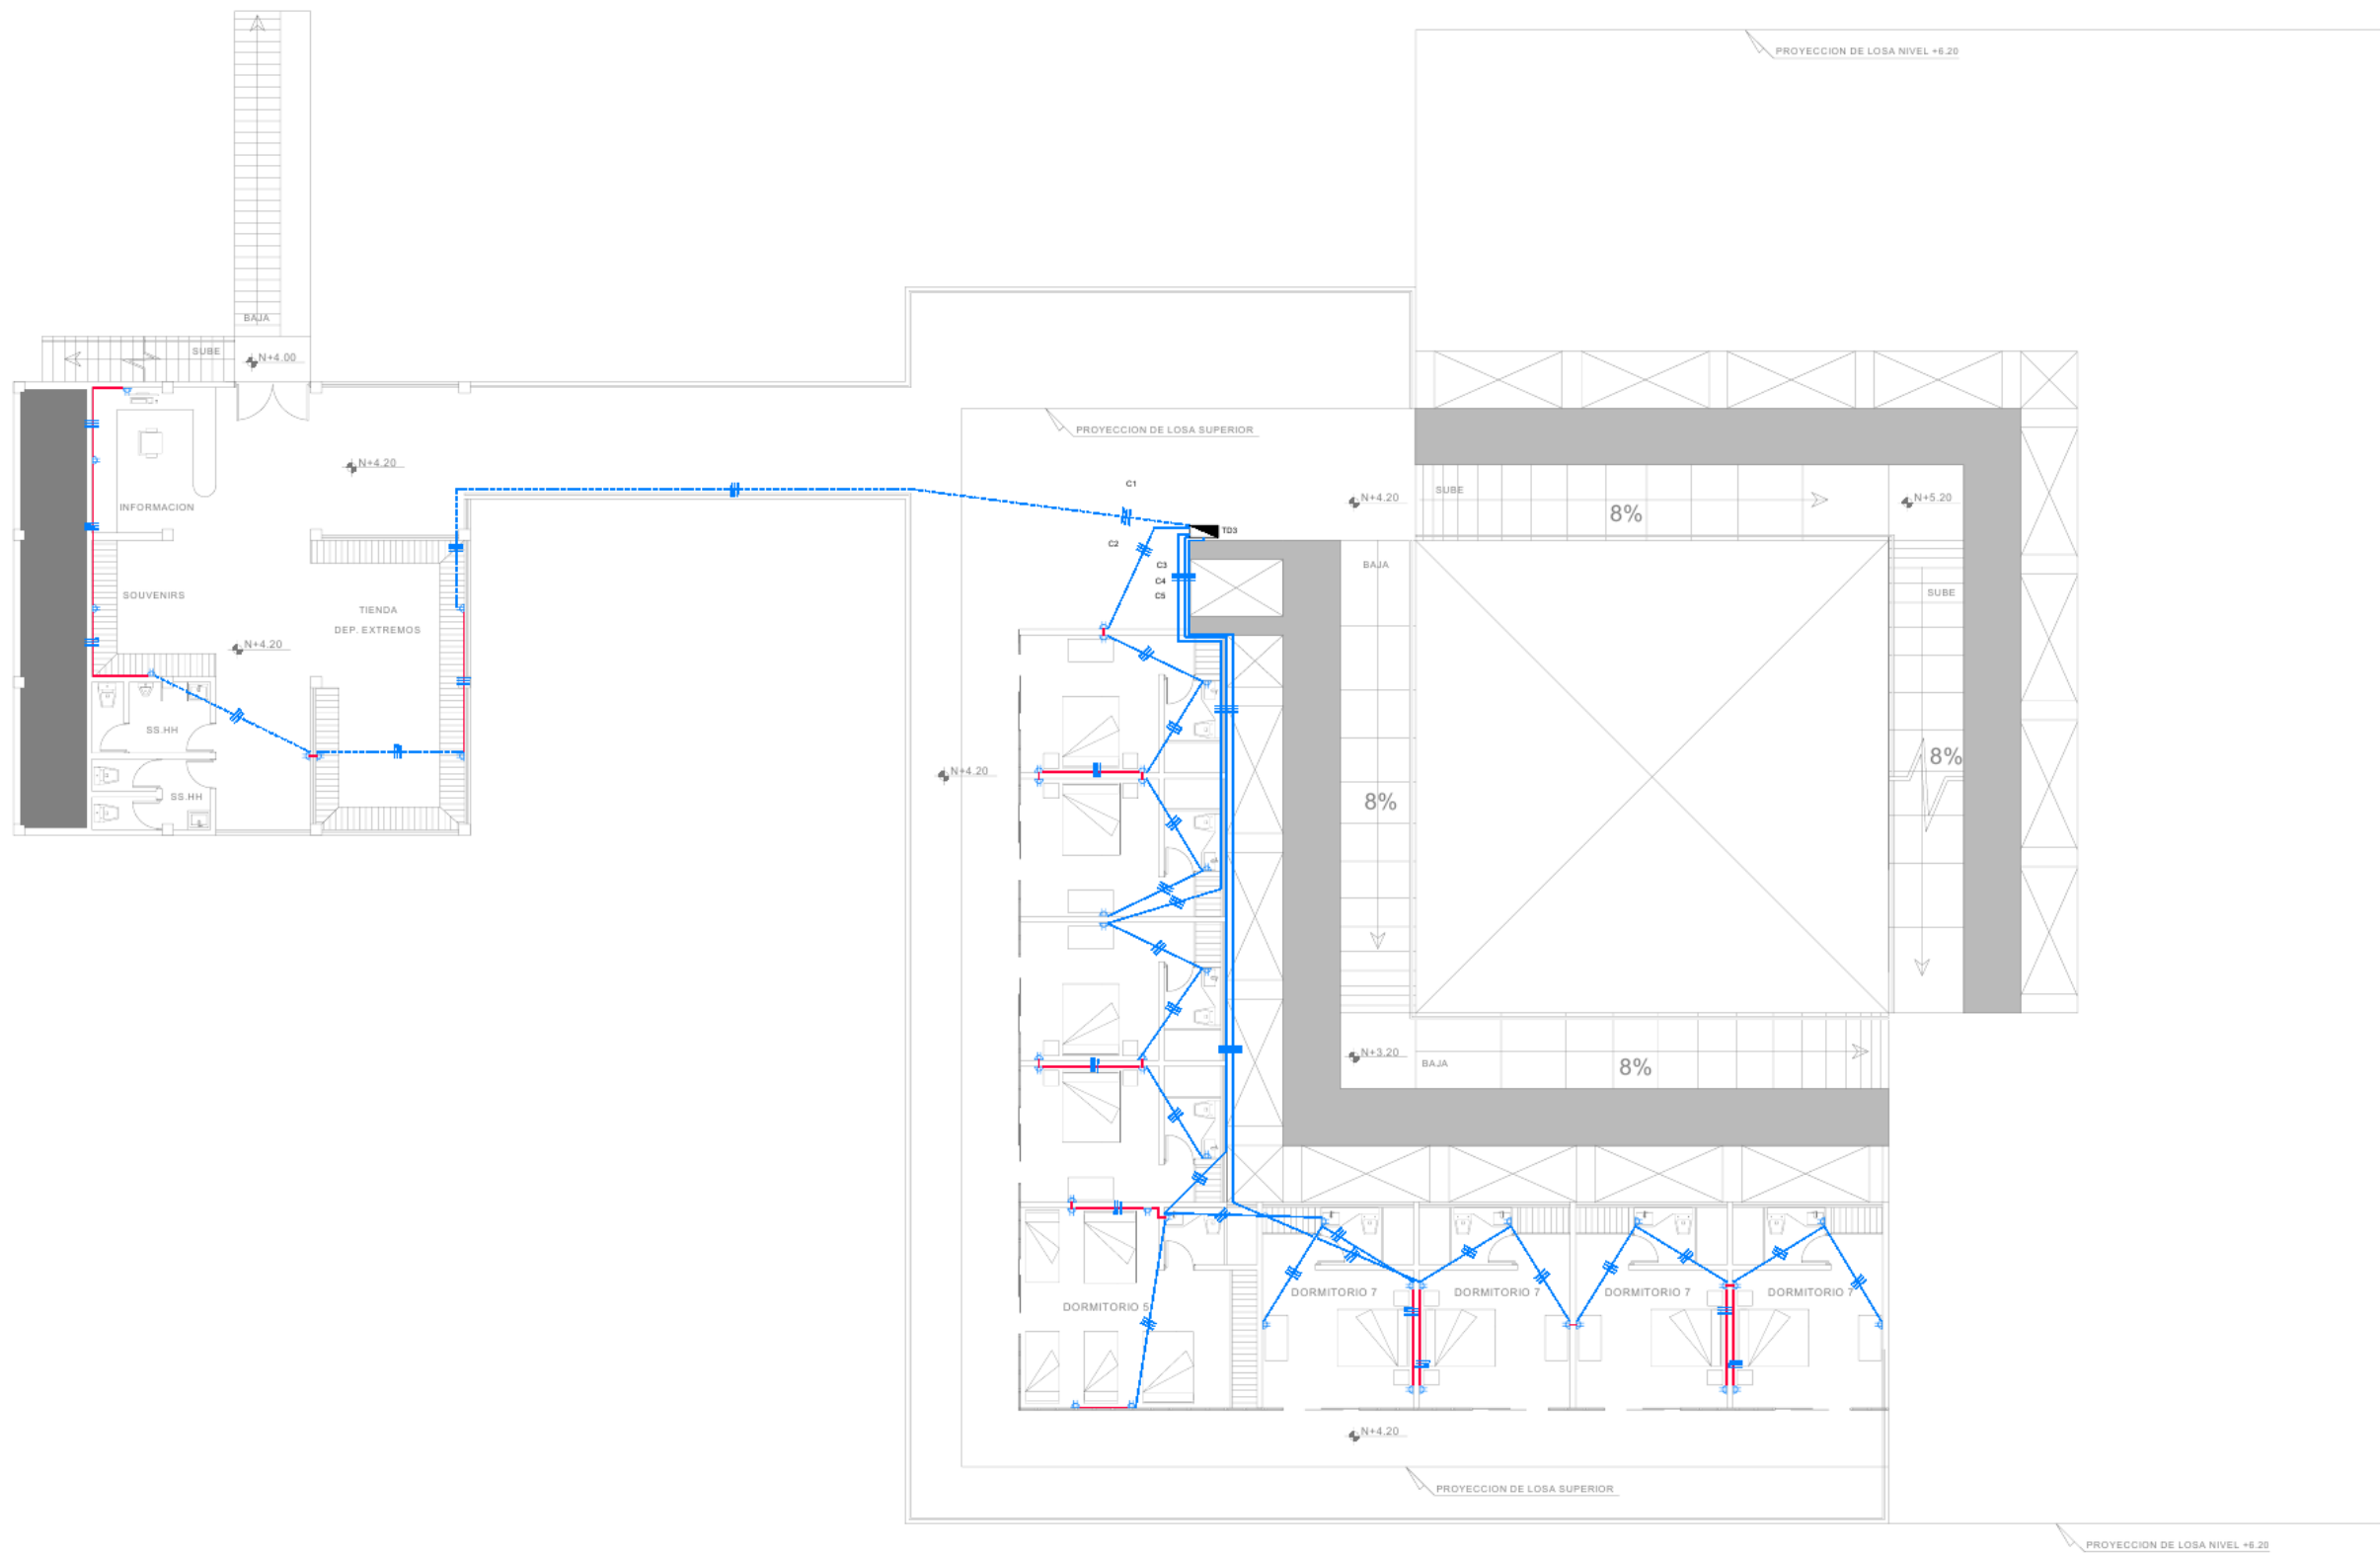 PROYECCION DE LOSA NIVEL +6.20
BAJA
SUBE
N+4.00
PROYECCION DE LOSA SUPERIOR
N+4.20
INFORMACION
C1
N+4.20
SUBE
8%
N+5.20
TD3
C2
C3
C4
C5
BAJA
SOUVENIRS
TIENDA
DEP. EXTREMOS
SUBE
N+4.20
SS.HH
N+4.20
8%
8%
SS.HH
N+3.20
BAJA
8%
DORMITORIO 5
DORMITORIO 7
DORMITORIO 7
DORMITORIO 7
DORMITORIO 7
N+4.20
PROYECCION DE LOSA SUPERIOR
PROYECCION DE LOSA NIVEL +6.20